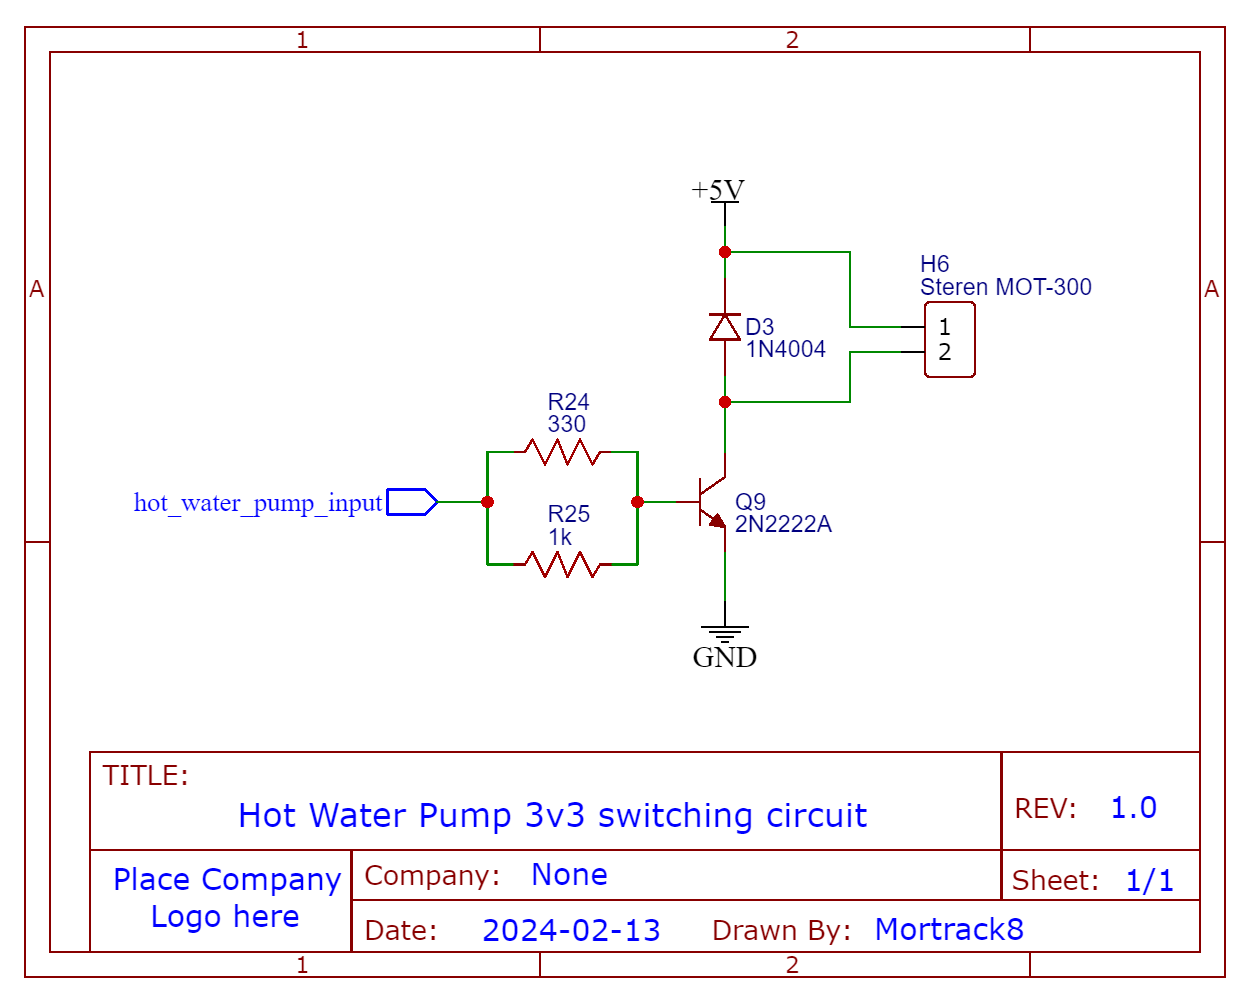 1
2
A
A
+5V
H6
Steren MOT-300
1
2
D3
1N4004
R24
330
hot_water_pump_input
R25
1k
Q9
2N2222A
GND
TITLE:
Hot Water Pump 3v3 switching circuit
REV: 1.0
Place Company
Logo here
Company: None
Sheet: 1/1
Date: 2024-02-13 Drawn By: Mortrack8
1
2